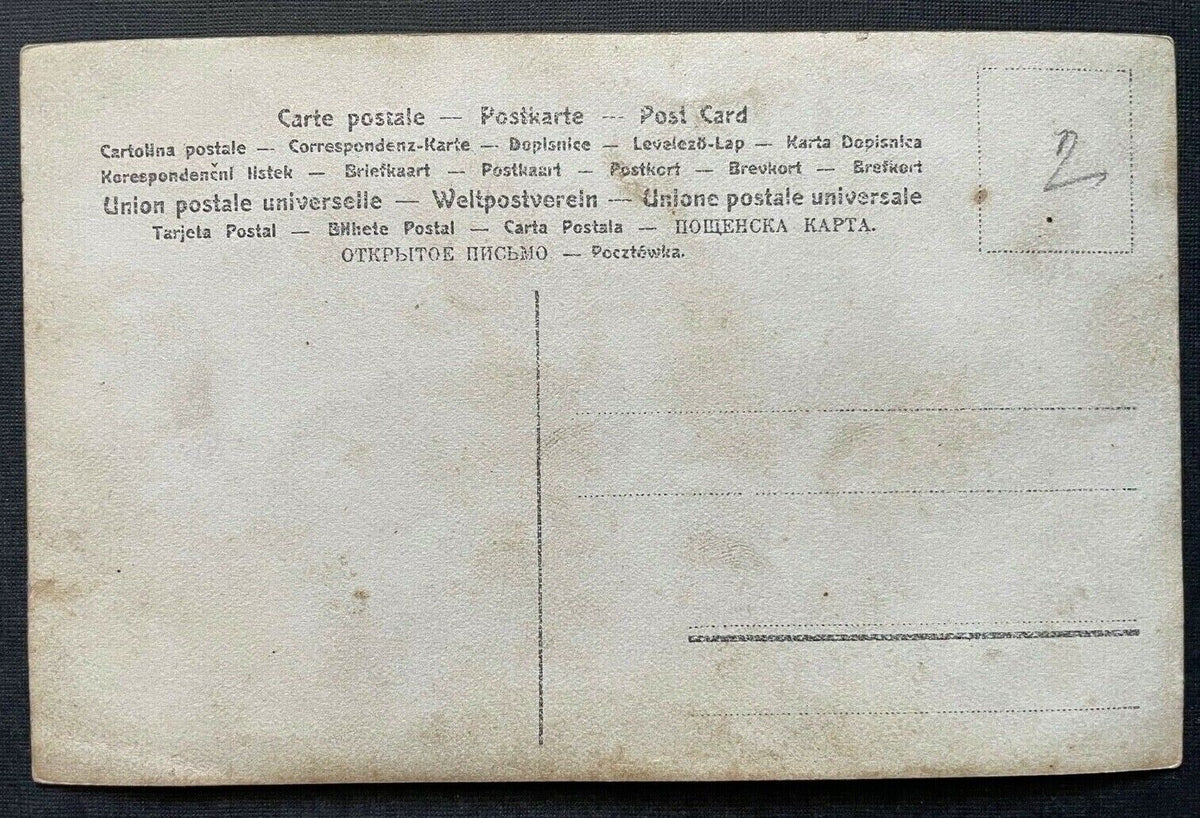 Carte postale — Postkarte — Post Card
Cartolina postale — Correspondenz-Karte — Dopisnice — Levelező-Lap — Karta Dopisnica
Korespondenční lístek — Briefkaart — Postkaart — Postkort — Brevkort — Brefkort
Union postale universelle — Weltpostverein — Unione postale universale
Tarjeta Postal — Bilhete Postal — Carta Postala — ПОЩЕНСКА КАРТА.
ОТКРЫТОЕ ПИСЬМО — Pocztówka.
2